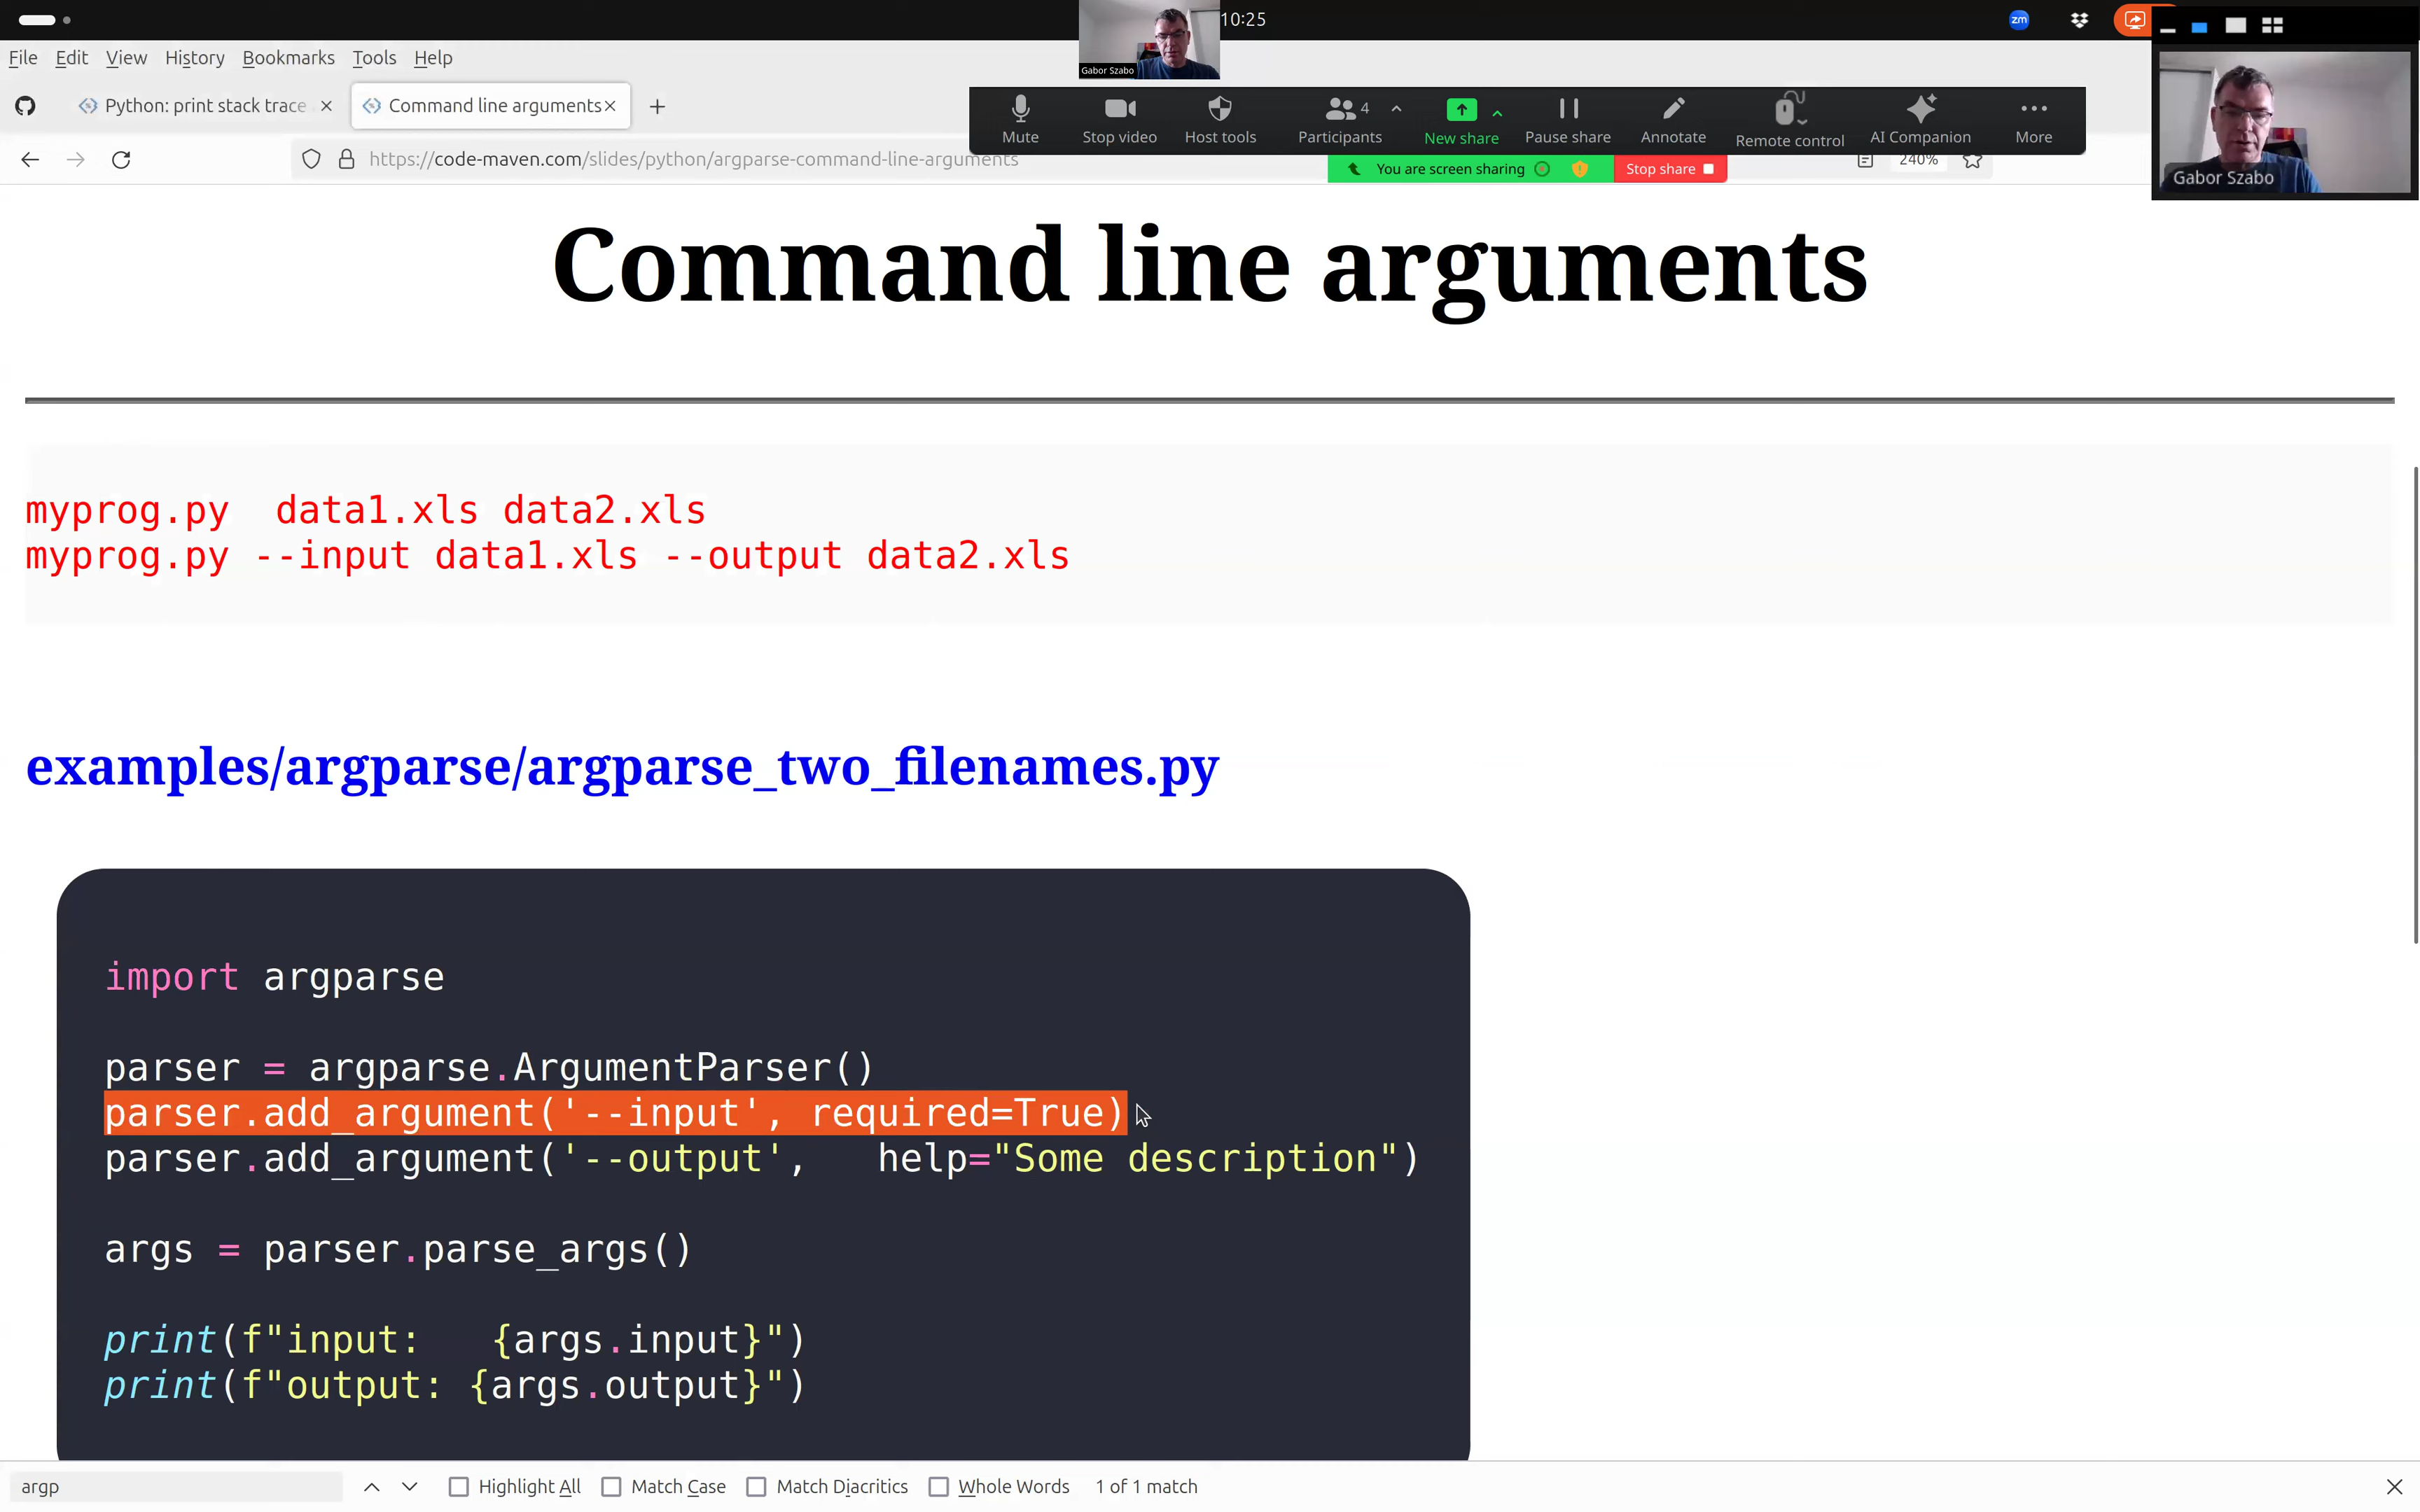 10:25
zm
File Edit View History Bookmarks Tools Help
Gabor Szabo
Python: print stack trace
Command line arguments
Mute
Stop video
Host tools
4
Participants
New share
Pause share
Annotate
Remote control
AI Companion
More
https://code-maven.com/slides/python/argparse-command-line-arguments
You are screen sharing
Stop share
240%
Gabor Szabo
Command line arguments
myprog.py  data1.xls data2.xls
myprog.py --input data1.xls --output data2.xls
examples/argparse/argparse_two_filenames.py
import argparse
parser = argparse.ArgumentParser()
parser.add_argument('--input', required=True)
parser.add_argument('--output',   help="Some description")
args = parser.parse_args()
print(f"input:   {args.input}")
print(f"output: {args.output}")
argp
Highlight All
Match Case
Match Diacritics
Whole Words
1 of 1 match